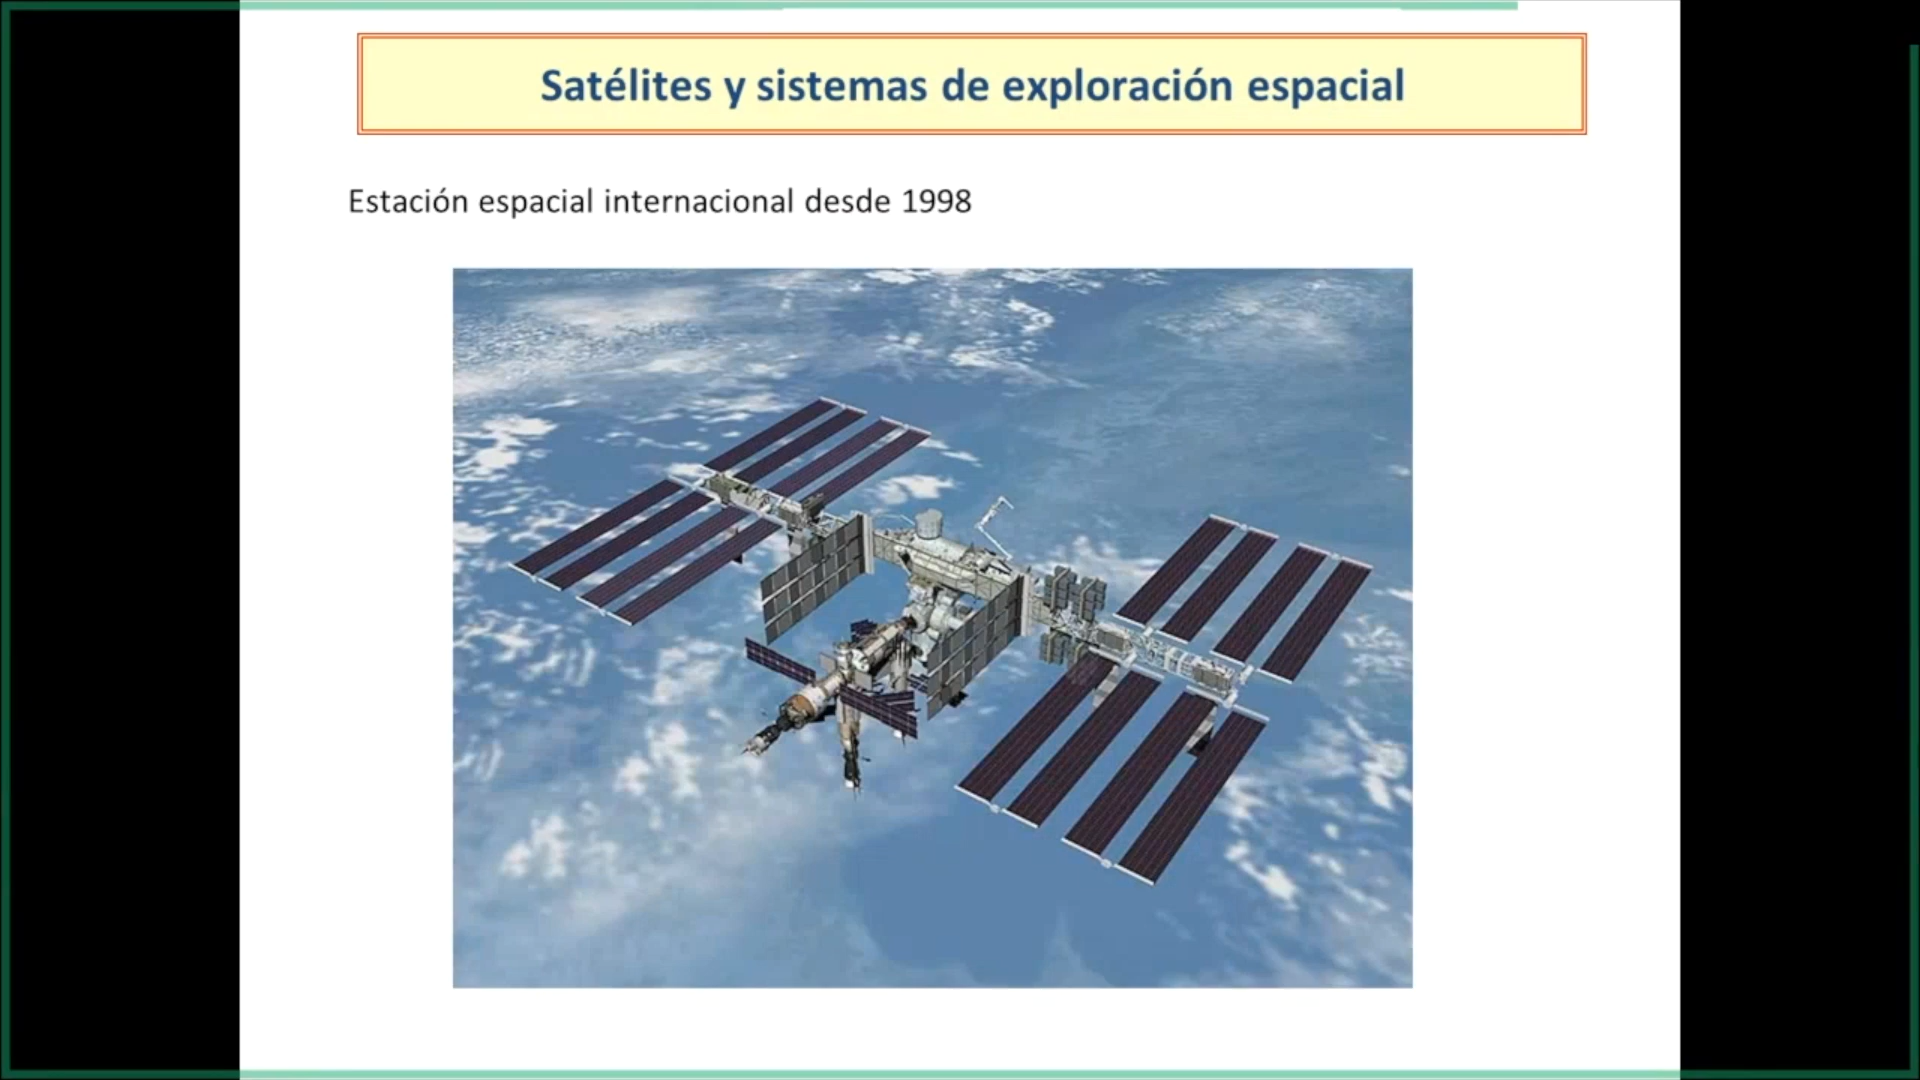 Satélites y sistemas de exploración espacial
Estación espacial internacional desde 1998